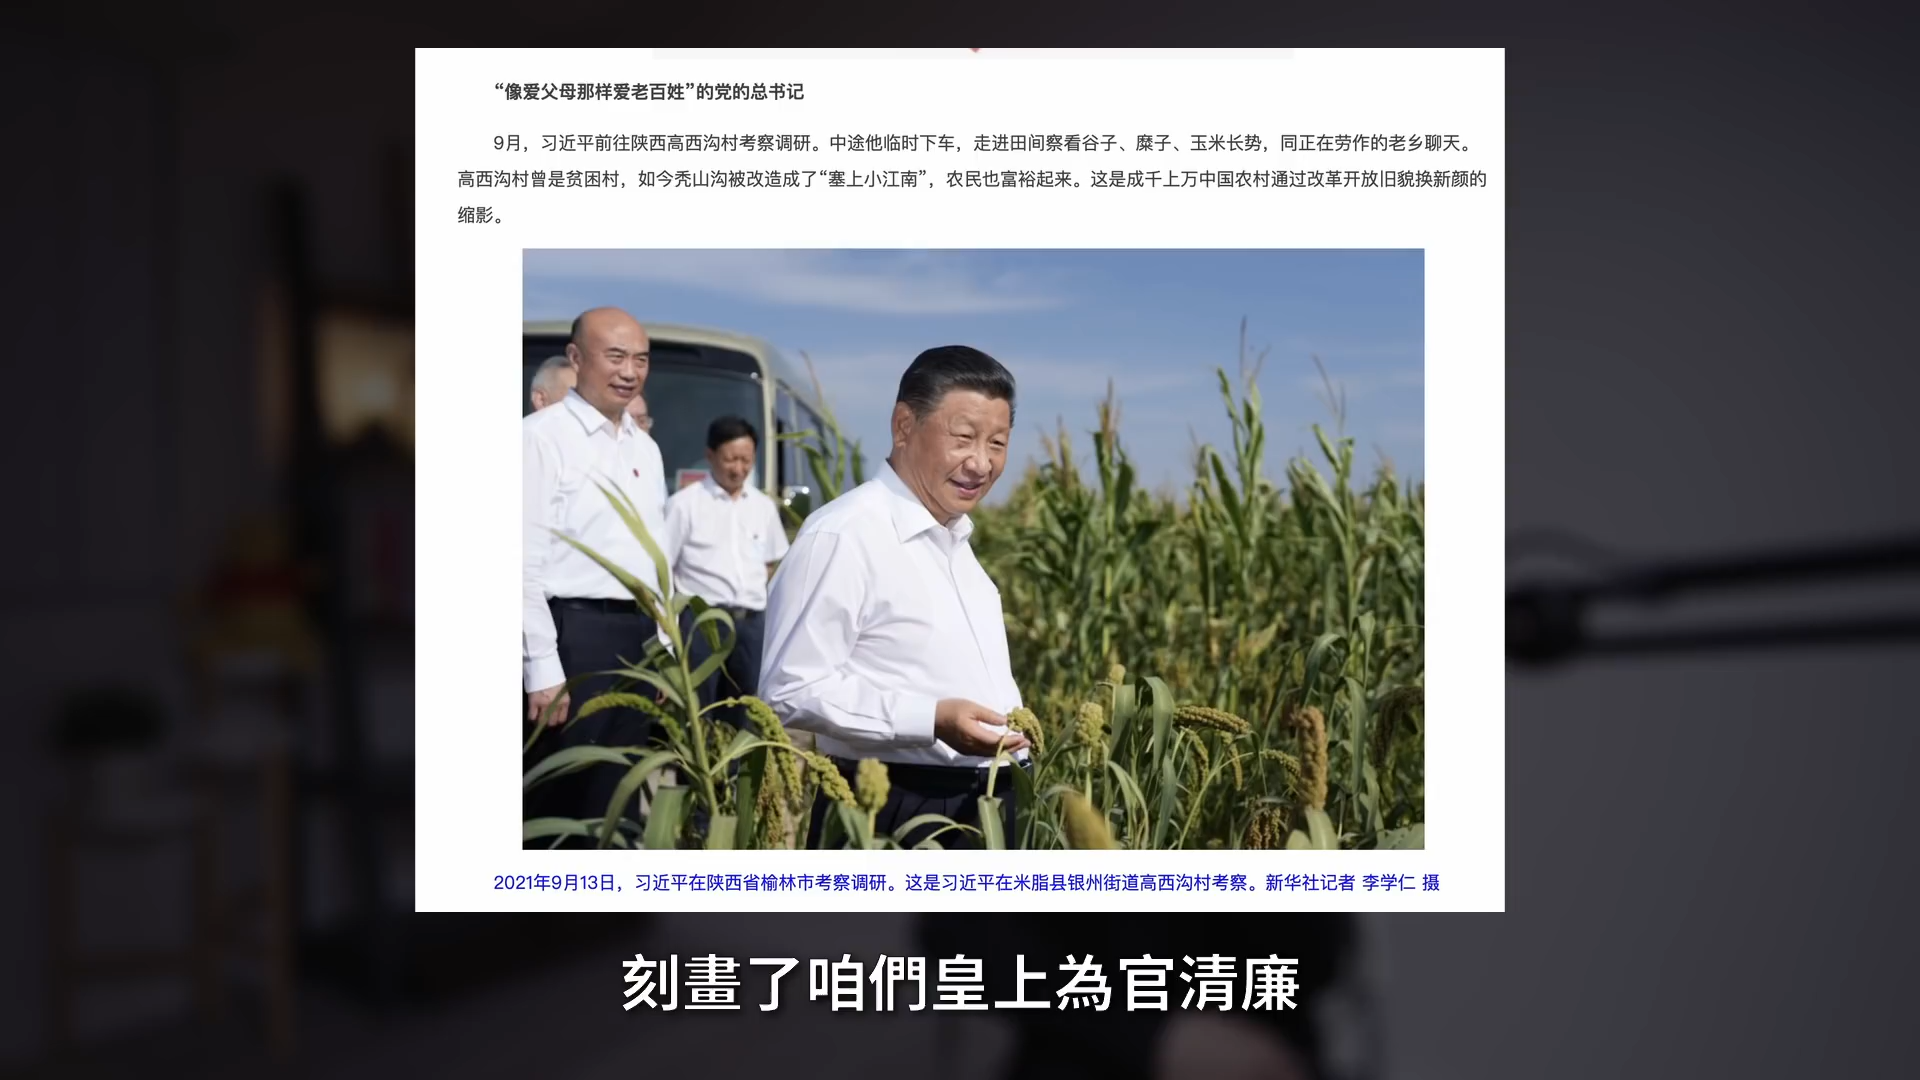 “像爱父母那样爱老百姓”的党的总书记
9月，习近平前往陕西高西沟村考察调研。中途他临时下车，走进田间察看谷子、糜子、玉米长势，同正在劳作的老乡聊天。
高西沟村曾是贫困村，如今秃山沟被改造成了“塞上小江南”，农民也富裕起来。这是成千上万中国农村通过改革开放旧貌换新颜的
缩影。
2021年9月13日，习近平在陕西省榆林市考察调研。这是习近平在米脂县银州街道高西沟村考察。新华社记者 李学仁 摄
刻畫了咱們皇上為官清廉